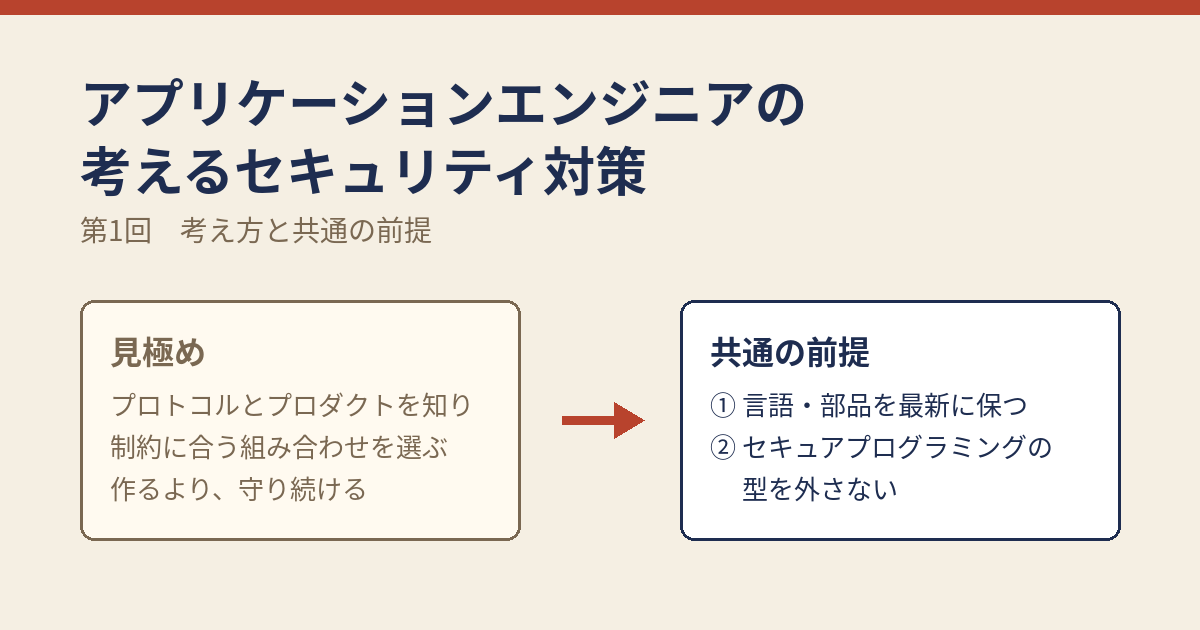 アプリケーションエンジニアの
考えるセキュリティ対策
第1回　考え方と共通の前提
見極め
プロトコルとプロダクトを知り
制約に合う組み合わせを選ぶ
作るより、守り続ける
共通の前提
① 言語・部品を最新に保つ
② セキュアプログラミングの
型を外さない